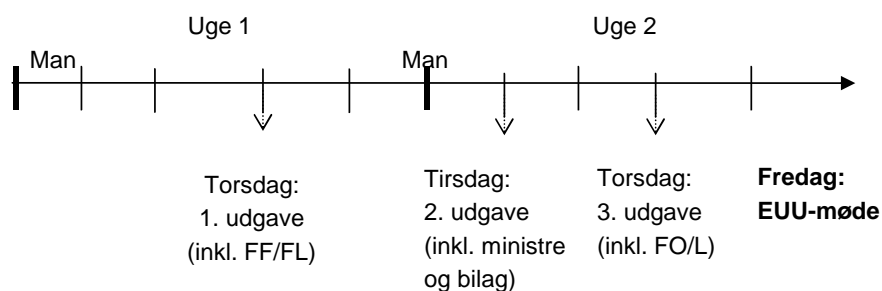 Uge 1
Uge 2
Man
Man
Torsdag:
1. udgave
(inkl. FF/FL)
Tirsdag:
2. udgave
(inkl. ministre
og bilag)
Torsdag:
3. udgave
(inkl. FO/L)
Fredag:
EUU-møde